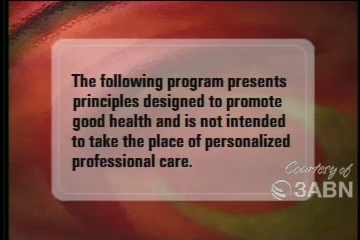 The following program presents
principles designed to promote
good health and is not intended
to take the place of personalized
professional care.
Courtesy of
3ABN